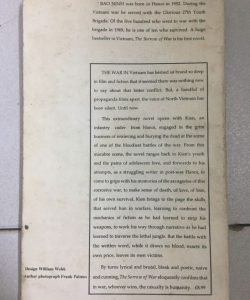 BAO NINH was born in Hanoi in 1952. During the
Vietnam war he served with the Glorious 27th Youth
Brigade. Of the five hundred who went to war with the
brigade in 1969, he is one of ten who survived. A huge
bestseller in Vietnam, The Sorrow of War is his first novel.
THE WAR IN Vietnam has formed so broad so deep
in film and fiction that it seemed there was nothing new
to say about that bitter conflict. But, a handful of
propaganda films apart, the voice of North Vietnam has
been silent. Until now.
This extraordinary novel opens with Kien, an
infantry from Hanoi, engaged in the grim
business of retrieving and burying the dead at the scene
of one of the bloodiest battles of the war. From this
macabre scene, the novel ranges back to Kien's youth
and the pains of adolescent love, and forwards to his
attempts, as a struggling writer in post-war Hanoi, to
come to grips with his memories of the savageries of this
corrosive war, to make sense of death, of love, of loss,
of his own survival. Kien brings to the page the skills
that served him in warfare, learning to confront the
mechanics of fiction as he had learned to strip his
weapons, to work his way through narrative as he had
learned to traverse the lethal jungle. But the battle with
the written word, while it draws no blood, exacts its
own price, leaves its own victims.
By turns lyrical and brutal, bleak and poetic, naive
and cunning, The Sorrow of War eloquently confirms that
in war, whoever wins, the casualty is humanity.
£8.99
Design William Webb
Author photograph Frank Palmos